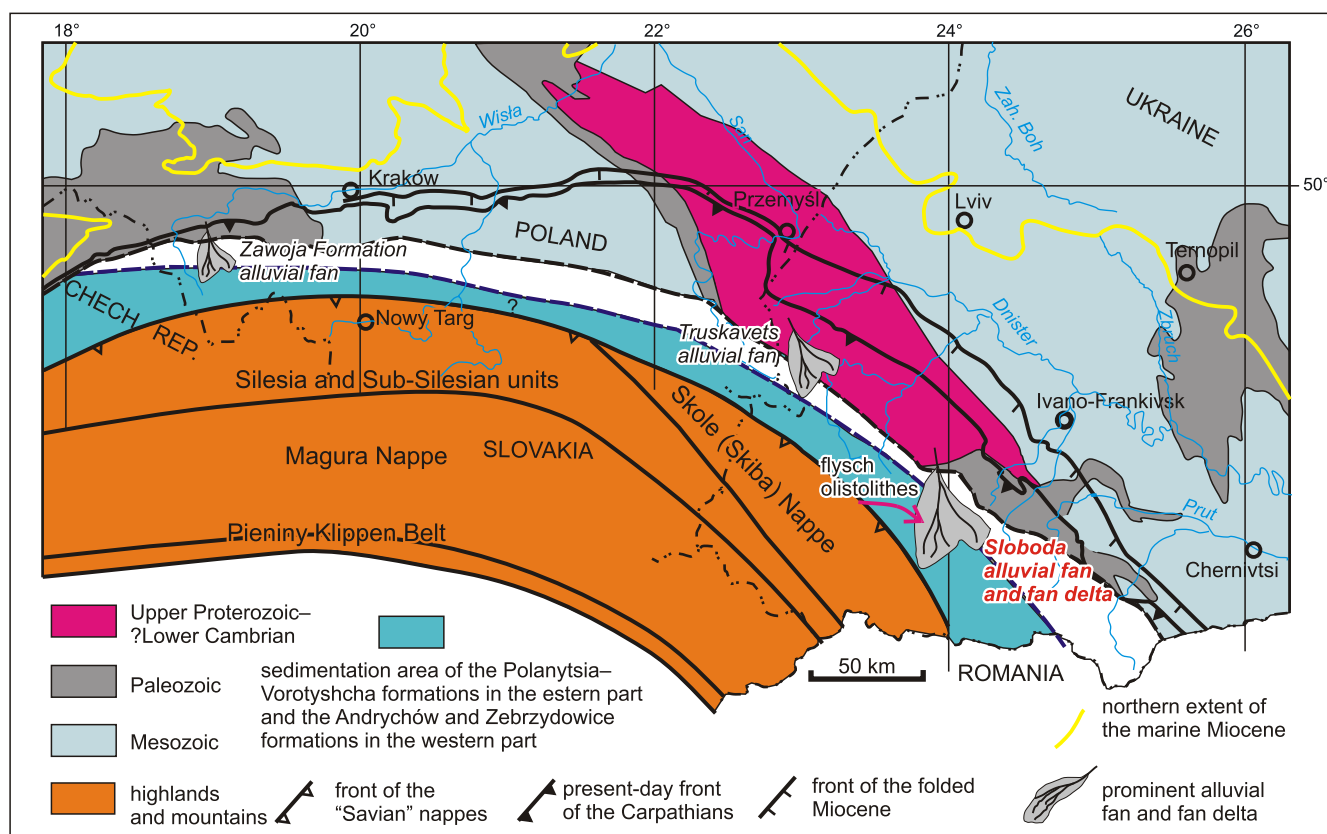 18°
20°
22°
24°
26°
50°
UKRAINE
Zah. Boh
Wisła
San
Kraków
Przemyśl
Lviv
Ternopil
POLAND
Zawoja Formation
alluvial fan
CHECH
REP.
Nowy Targ
?
Truskavets
alluvial fan
Dnister
Zbruch
Ivano-Frankivsk
Silesia and Sub-Silesian units
Skole (Skiba) Nappe
Magura Nappe
SLOVAKIA
flysch
olistolithes
Pieniny Klippen Belt
Prut
Sloboda
alluvial fan
and fan delta
Chernivtsi
ROMANIA
50 km
Upper Proterozoic–
?Lower Cambrian
Paleozoic
Mesozoic
highlands
and mountains
sedimentation area of the Polanytsia–
Vorotyshcha formations in the estern part
and the Andrychów and Zebrzydowice
formations in the western part
front of the
“Savian” nappes
present-day front
of the Carpathians
front of the folded
Miocene
northern extent of
the marine Miocene
prominent alluvial
fan and fan delta